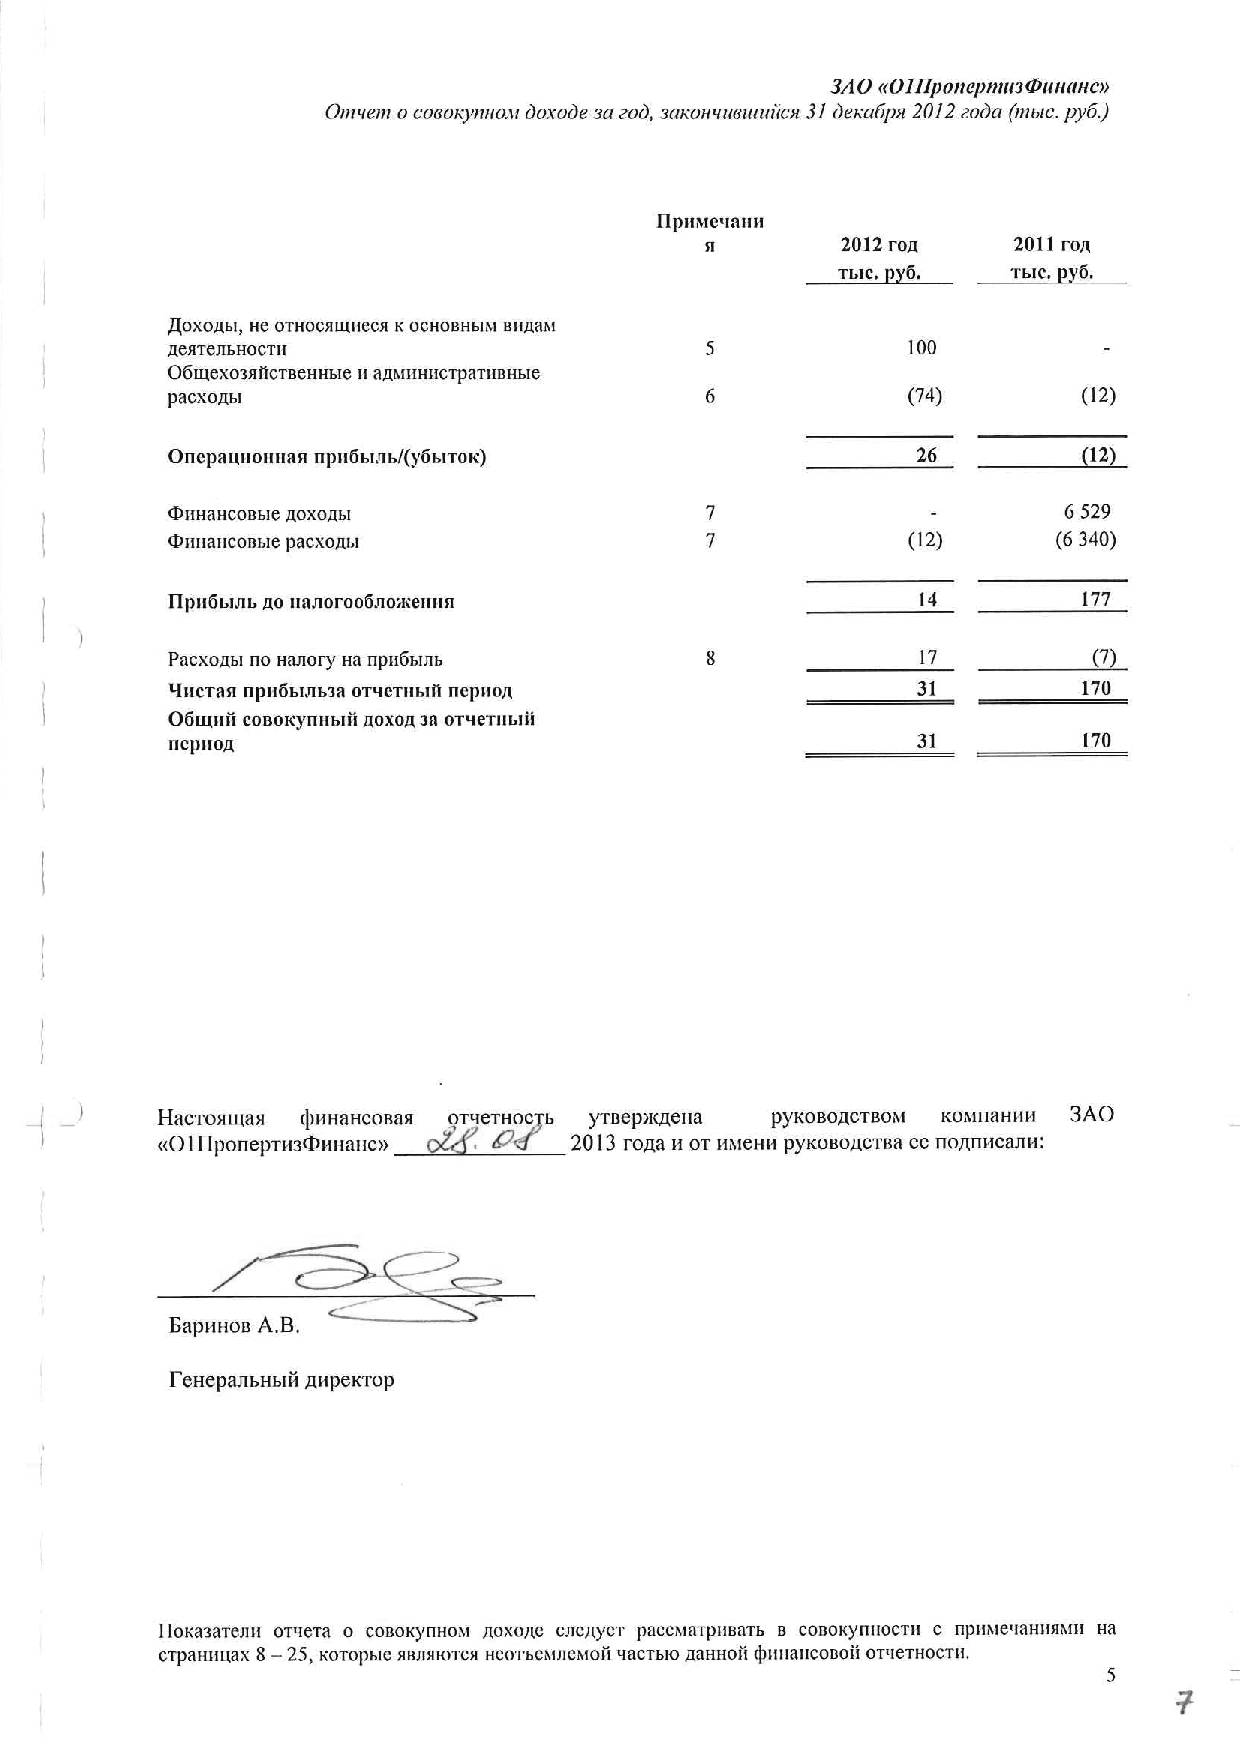 ЗАО «О1ПропертизФинанс»
Отчет о совокупном доходе за год, закончившийся 31 декабря 2012 года (тыс. руб.)
Примечани
я 2012 год 2011 год
тыс. руб. тыс. руб.
Доходы, не относящиеся к основным видам
деятельности 5 100 -
Общехозяйственные и административные
расходы 6 (74) (12)
Операционная прибыль/(убыток) 26 (12)
Финансовые доходы 7 - 6 529
Финансовые расходы 7 (12) (6 340)
Прибыль до налогообложения 14 177
Расходы по налогу на прибыль 8 17 (7)
Чистая прибыльза отчетный период 31 170
Общий совокупный доход за отчетный
период 31 170
Настоящая финансовая отчетность утверждена руководством компании ЗАО
«О1ПропертизФинанс» 28.08 2013 года и от имени руководства ее подписали:
Баринов А.В.
Генеральный директор
Показатели отчета о совокупном доходе следует рассматривать в совокупности с примечаниями на
страницах 8 – 25, которые являются неотъемлемой частью данной финансовой отчетности.
5
7